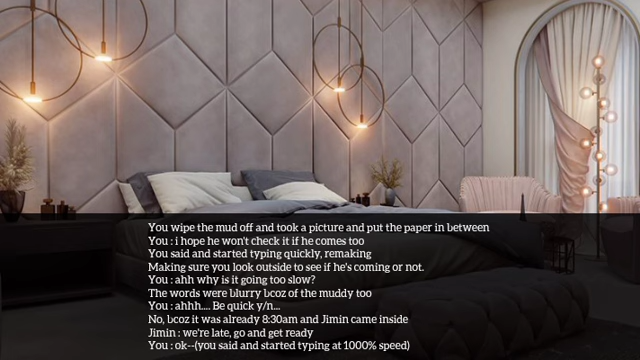 You wipe the mud off and took a picture and put the paper in between
You : i hope he won't check it if he comes too
You said and started typing quickly, remaking
Making sure you look outside to see if he's coming or not.
You : ahh why is it going too slow?
The words were blurry bcoz of the muddy too
You : ahhh.... Be quick y/n...
No, bcoz it was already 8:30am and Jimin came inside
Jimin : we're late, go and get ready
You : ok--(you said and started typing at 1000% speed)